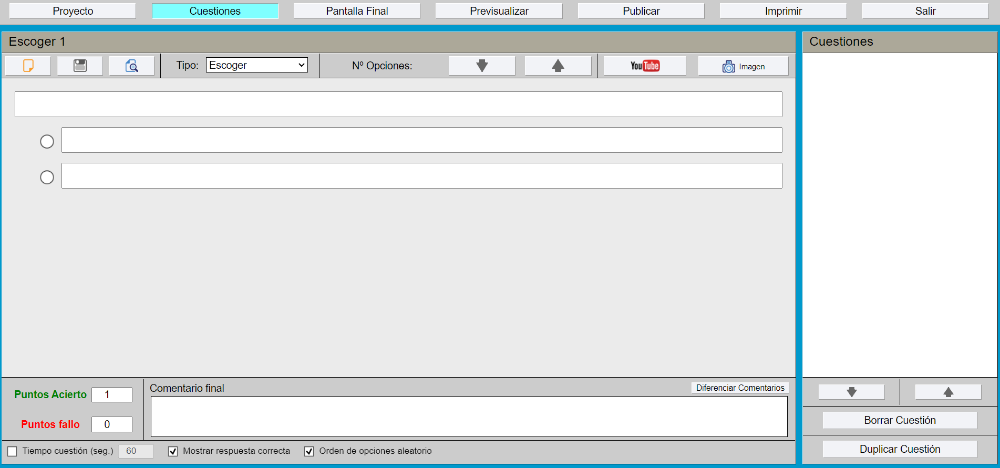 Proyecto
Cuestiones
Pantalla Final
Previsualizar
Publicar
Imprimir
Salir
Escoger 1
Cuestiones
Tipo:
Escoger
Nº Opciones:
YouTube
Imagen
Puntos Acierto
1
Comentario final
Diferenciar Comentarios
Puntos fallo
0
Borrar Cuestión
Tiempo cuestión (seg.)
60
Mostrar respuesta correcta
Orden de opciones aleatorio
Duplicar Cuestión